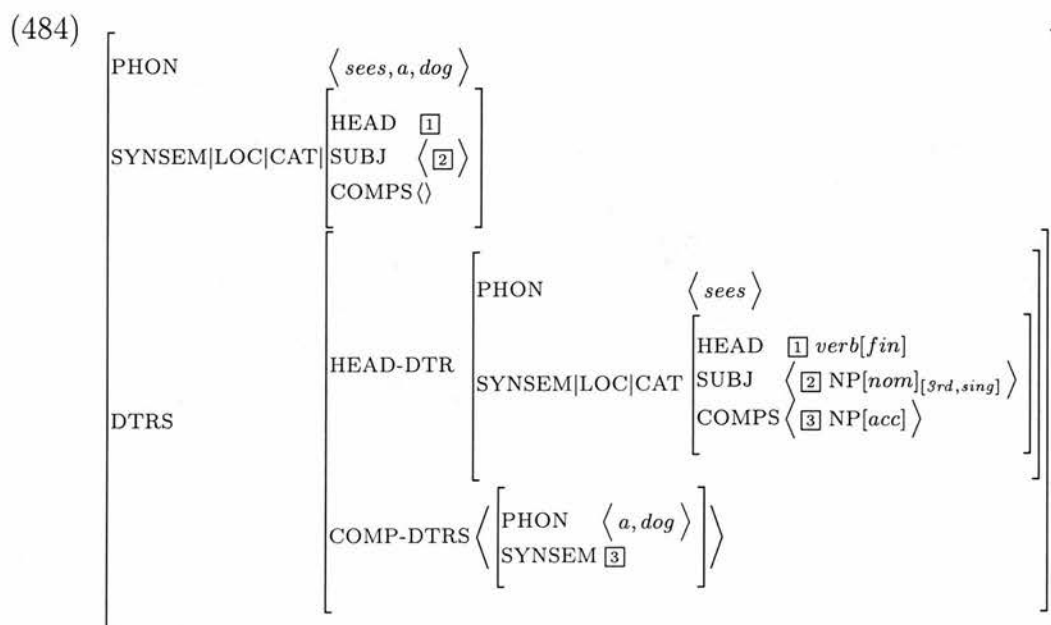 (484)
PHON ⟨ sees, a, dog ⟩
HEAD 1
SYNSEM|LOC|CAT| SUBJ ⟨ 2 ⟩
COMPS ⟨⟩
PHON ⟨ sees ⟩
HEAD 1 verb[fin]
HEAD-DTR SYNSEM|LOC|CAT SUBJ ⟨ 2 NP[nom][3rd,sing] ⟩
DTRS COMPS ⟨ 3 NP[acc] ⟩
PHON ⟨ a, dog ⟩
COMP-DTRS ⟨ SYNSEM 3 ⟩